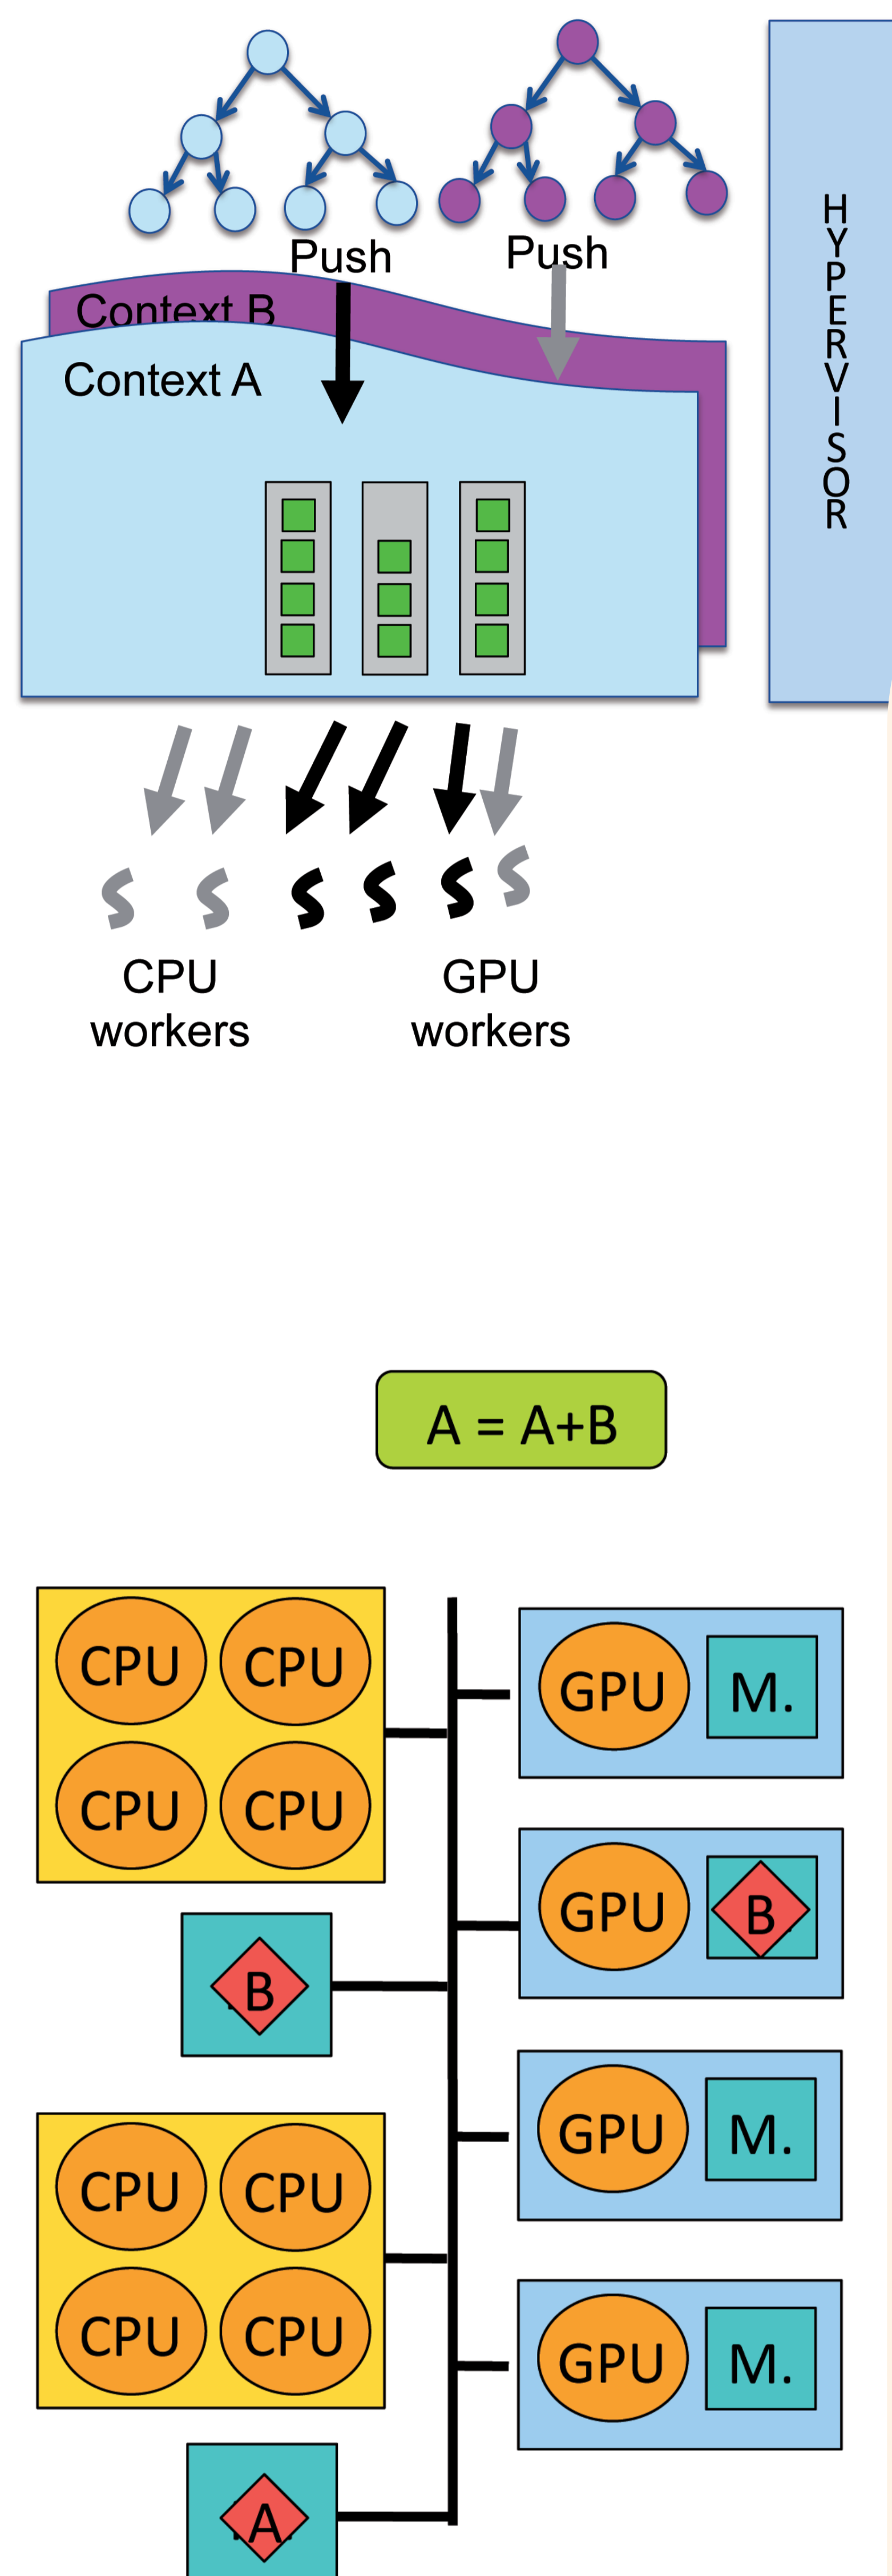 Push
Push
Context B
Context A
HYPERVISOR
CPU
workers
GPU
workers
A = A+B
CPU CPU
CPU CPU
GPU M.
GPU B
B
GPU M.
CPU CPU
CPU CPU
GPU M.
A